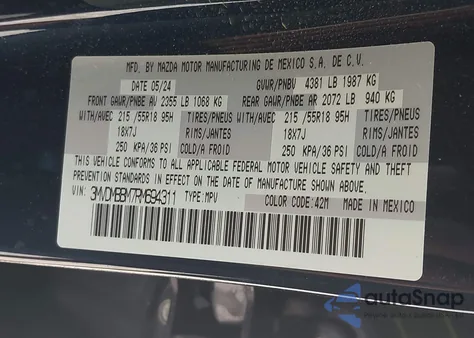 MFD. BY MAZDA MOTOR MANUFACTURING DE MEXICO S.A. DE C.V.
DATE 05/24 GVWR/PNBV 4381 LB 1987 KG
FRONT GAWR/PNBE AV 2355 LB 1068 KG REAR GAWR/PNBE AR 2072 LB 940 KG
WITH/AVEC 215/55R18 95H TIRES/PNEUS WITH/AVEC 215/55R18 95H TIRES/PNEUS
18X7J RIMS/JANTES 18X7J RIMS/JANTES
250 KPA/36 PSI COLD/A FROID 250 KPA/36 PSI COLD/A FROID
THIS VEHICLE CONFORMS TO ALL APPLICABLE FEDERAL MOTOR VEHICLE SAFETY AND THEFT
PREVENTION STANDARDS IN EFFECT ON THE DATE OF MANUFACTURE SHOWN ABOVE.
VIN: 3MVDMBBM7RM694311 TYPE: MPV COLOR CODE: 42M MADE IN MEXICO
autoSnap